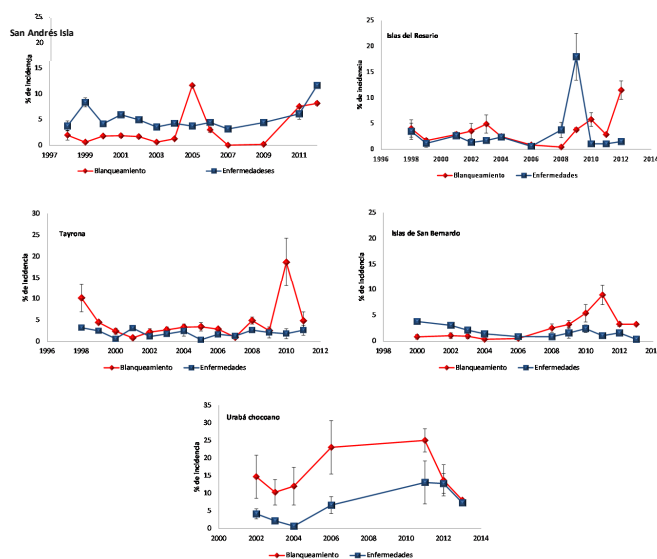 San Andrés Isla
% de incidencia
25
20
15
10
5
0
1997 1999 2001 2003 2005 2007 2009 2011
Blanqueamiento Enfermedadeses
Islas del Rosario
% de incidencia
25
20
15
10
5
0
1996 1998 2000 2002 2004 2006 2008 2010 2012 2014
Blanqueamiento Enfermedades
Tayrona
% de incidencia
30
25
20
15
10
5
0
1996 1998 2000 2002 2004 2006 2008 2010 2012
Blanqueamiento Enfermedades
Islas de San Bernardo
% de incidencia
25
20
15
10
5
0
1998 2000 2002 2004 2006 2008 2010 2012 201
Blanqueamiento Enfermedades
Urabá chocoano
% de incidencia
35
30
25
20
15
10
5
0
2000 2002 2004 2006 2008 2010 2012 2014
Blanqueamiento Enfermedades